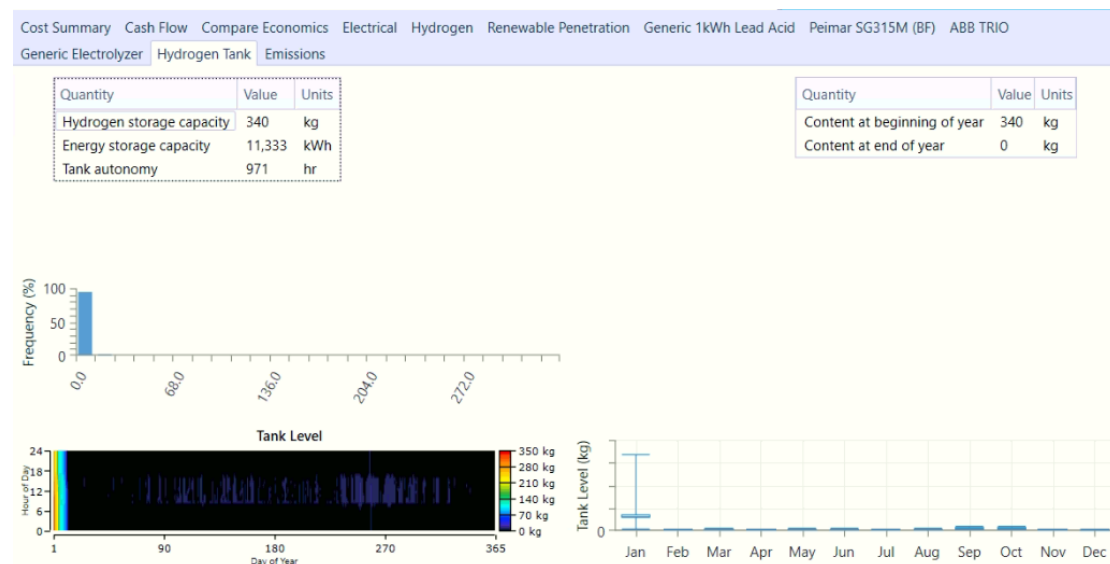 Cost Summary Cash Flow Compare Economics Electrical Hydrogen Renewable Penetration Generic 1kWh Lead Acid Peimar SG315M (BF) ABB TRIO
Generic Electrolyzer Hydrogen Tank Emissions
Quantity Value Units
Hydrogen storage capacity 340 kg
Energy storage capacity 11,333 kWh
Tank autonomy 971 hr
Quantity Value Units
Content at beginning of year 340 kg
Content at end of year 0 kg
Frequency (%)
100
50
0
0.0 68.0 136.0 204.0 272.0
Tank Level
Hour of Day
24
18
12
6
0
1 90 180 270 365
Day of Year
350 kg
280 kg
210 kg
140 kg
70 kg
0 kg
Tank Level (kg)
0
Jan Feb Mar Apr May Jun Jul Aug Sep Oct Nov Dec